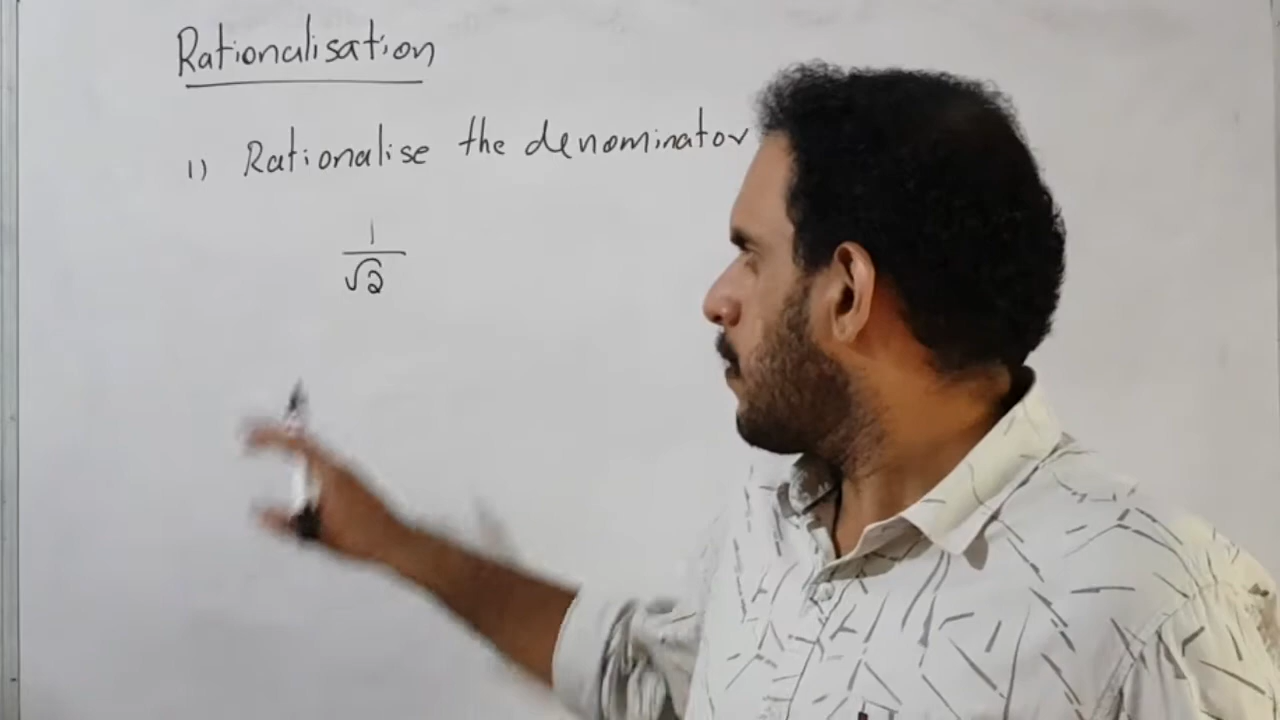 Rationalisation
1) Rationalise the denominator
1
√2